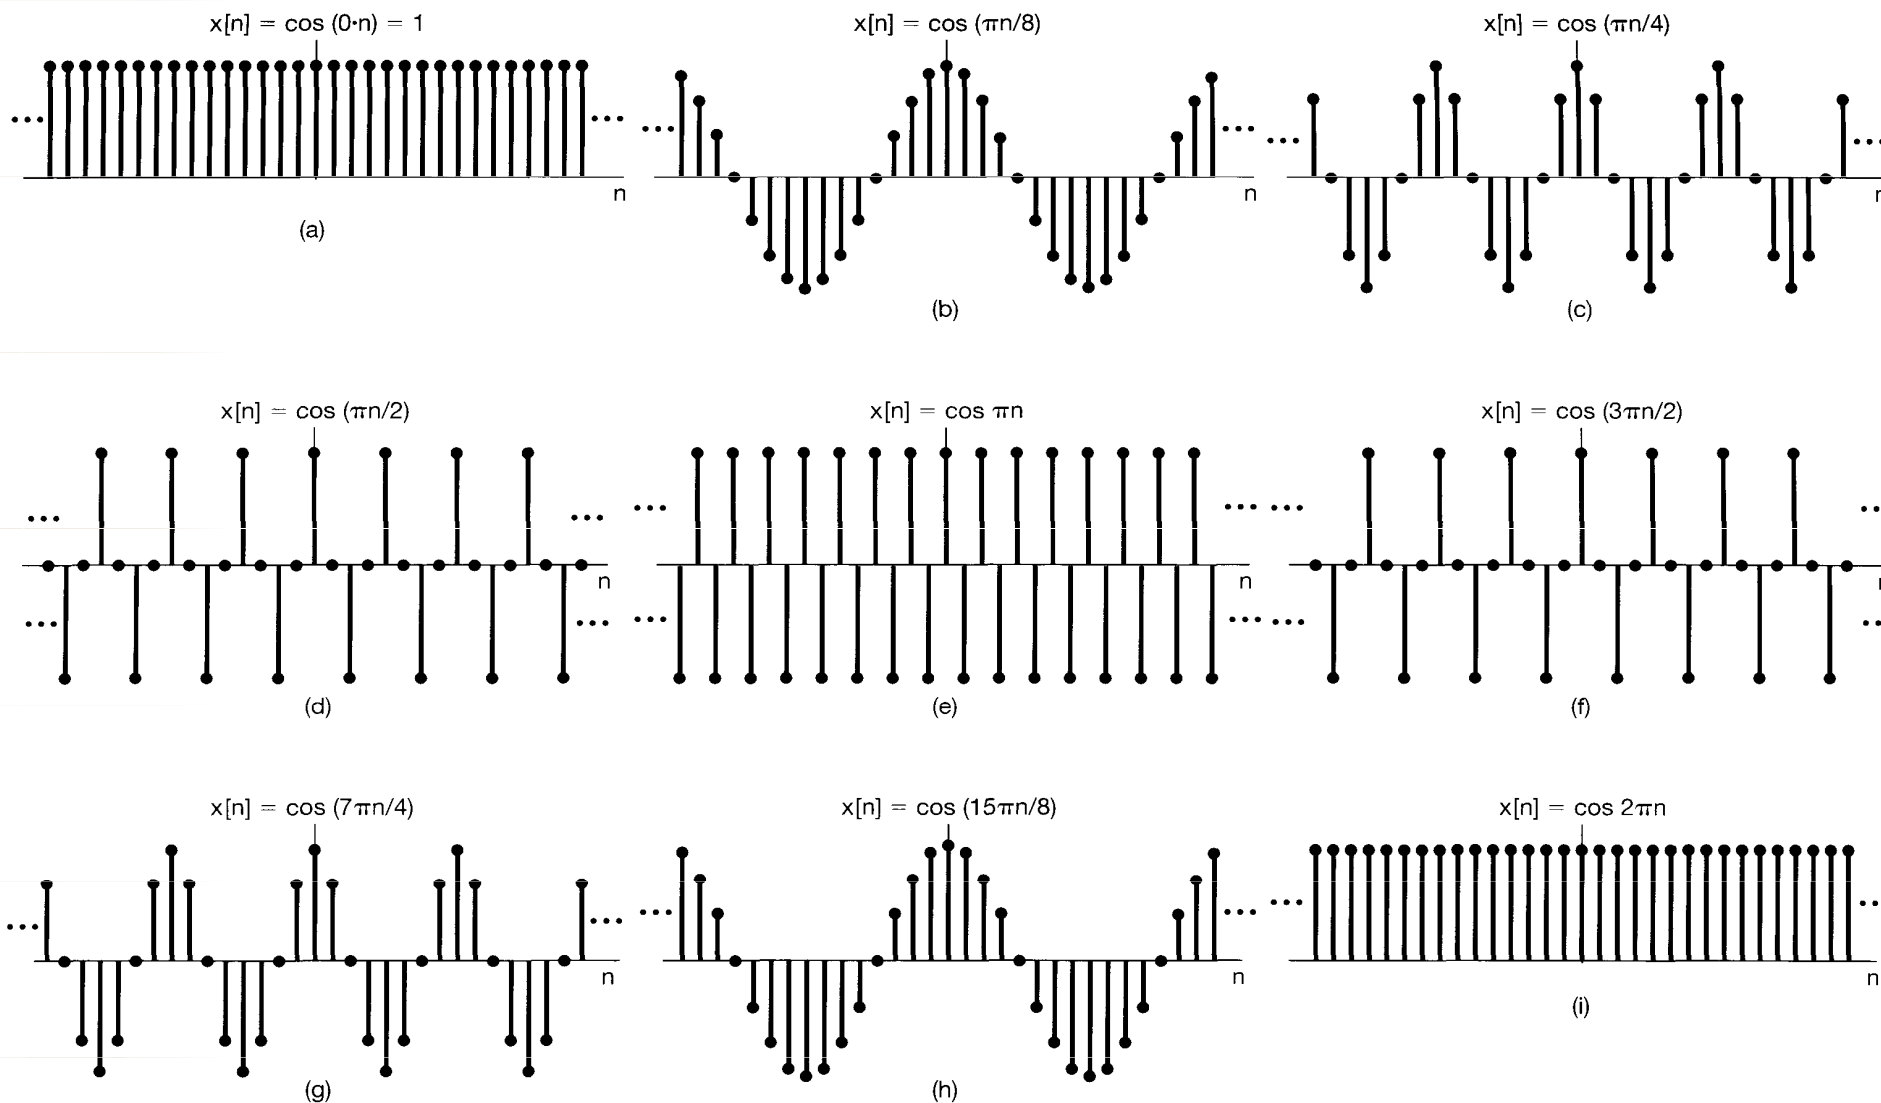 x[n] = cos (0·n) = 1
x[n] = cos (πn/8)
x[n] = cos (πn/4)
n
n
(a)
(b)
(c)
x[n] = cos (πn/2)
x[n] = cos πn
x[n] = cos (3πn/2)
n
n
(d)
(e)
(f)
x[n] = cos (7πn/4)
x[n] = cos (15πn/8)
x[n] = cos 2πn
n
n
n
(g)
(h)
(i)